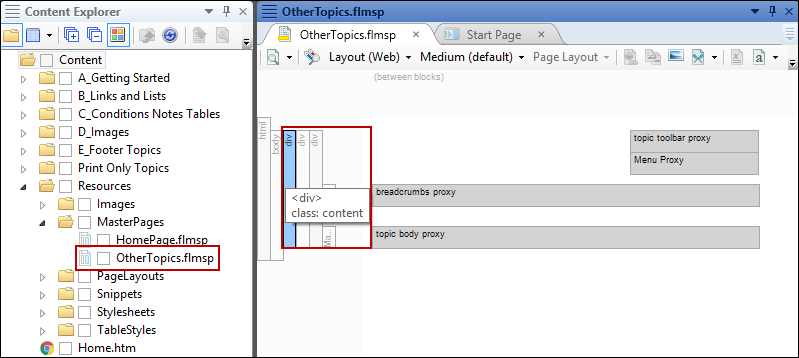 Content Explorer
Content
A_Getting Started
B_Links and Lists
C_Conditions Notes Tables
D_Images
E_Footer Topics
Print Only Topics
Resources
Images
MasterPages
HomePage.flmsp
OtherTopics.flmsp
PageLayouts
Snippets
Stylesheets
TableStyles
Home.htm
OtherTopics.flmsp
OtherTopics.flmsp × Start Page ×
Layout (Web) Medium (default) Page Layout a
(between blocks)
html
body
div
div
div
topic toolbar proxy
Menu Proxy
breadcrumbs proxy
<div>
class: content
Ma...
topic body proxy